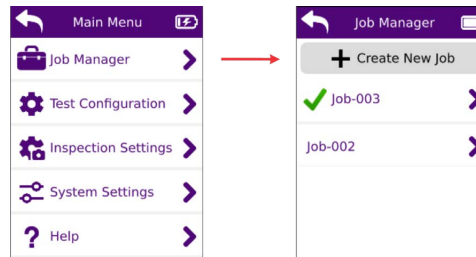 Main Menu
Job Manager
Test Configuration
Inspection Settings
System Settings
? Help
Job Manager
+ Create New Job
Job-003
Job-002